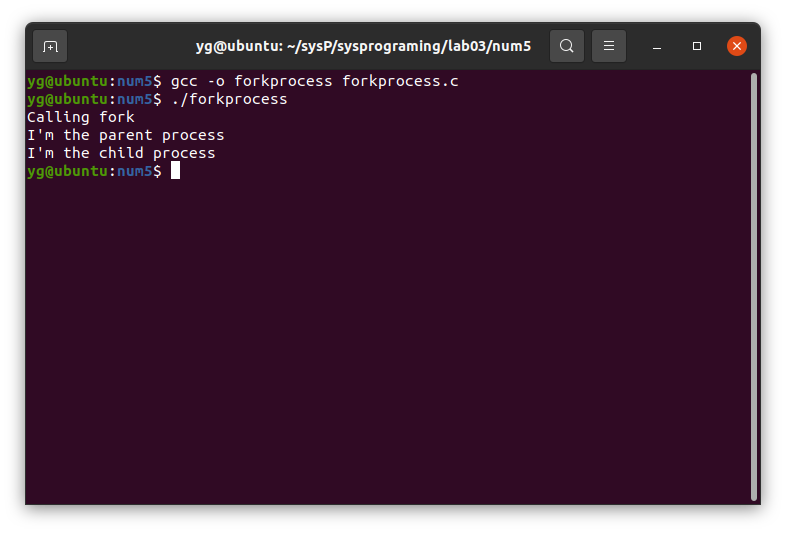 yg@ubuntu: ~/sysP/sysprograming/lab03/num5
yg@ubuntu:num5$ gcc -o forkprocess forkprocess.c
yg@ubuntu:num5$ ./forkprocess
Calling fork
I'm the parent process
I'm the child process
yg@ubuntu:num5$